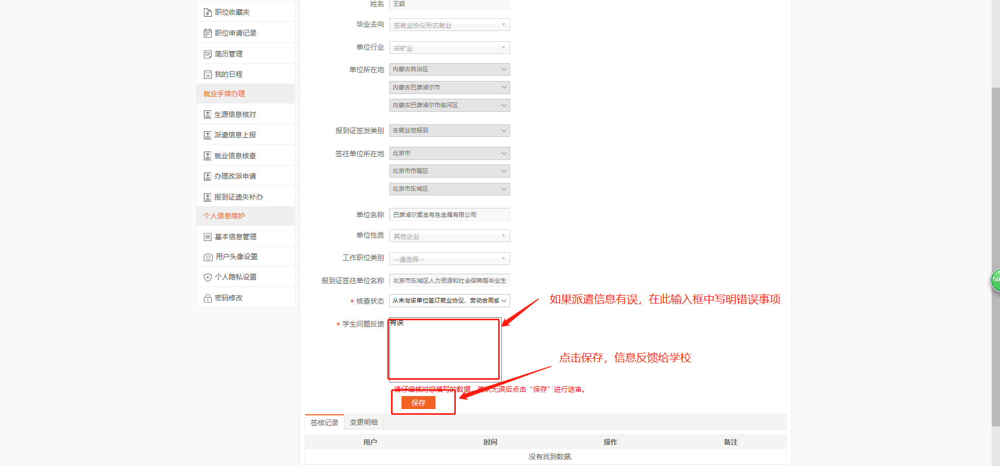 职位收藏夹
职位申请记录
简历管理
我的日程
就业手续办理
生源信息核对
派遣信息上报
就业信息核查
办理改派申请
报到证遗失补办
个人信息维护
基本信息管理
用户头像设置
个人隐私设置
密码修改
姓名 王颖
毕业去向 签就业协议形式就业
单位行业 采矿业
单位所在地 内蒙古自治区
内蒙古巴彦淖尔市
内蒙古巴彦淖尔市临河区
报到证签发类别 去就业地报到
签往单位所在地 北京市
北京市市辖区
北京市东城区
单位名称 巴彦淖尔紫金有色金属有限公司
单位性质 其他企业
工作职位类别 --请选择--
报到证签往单位名称 北京市东城区人力资源和社会保障局毕业生
* 核查状态 从未与该单位签订就业协议、劳动合同或
如果派遣信息有误，在此输入框中写明错误事项
* 学生问题反馈 有误
点击保存，信息反馈给学校
请仔细核对您填写的数据，确认无误后点击“保存”进行送审。
保存
签核记录 变更明细
用户 时间 操作 备注
没有找到数据.
50